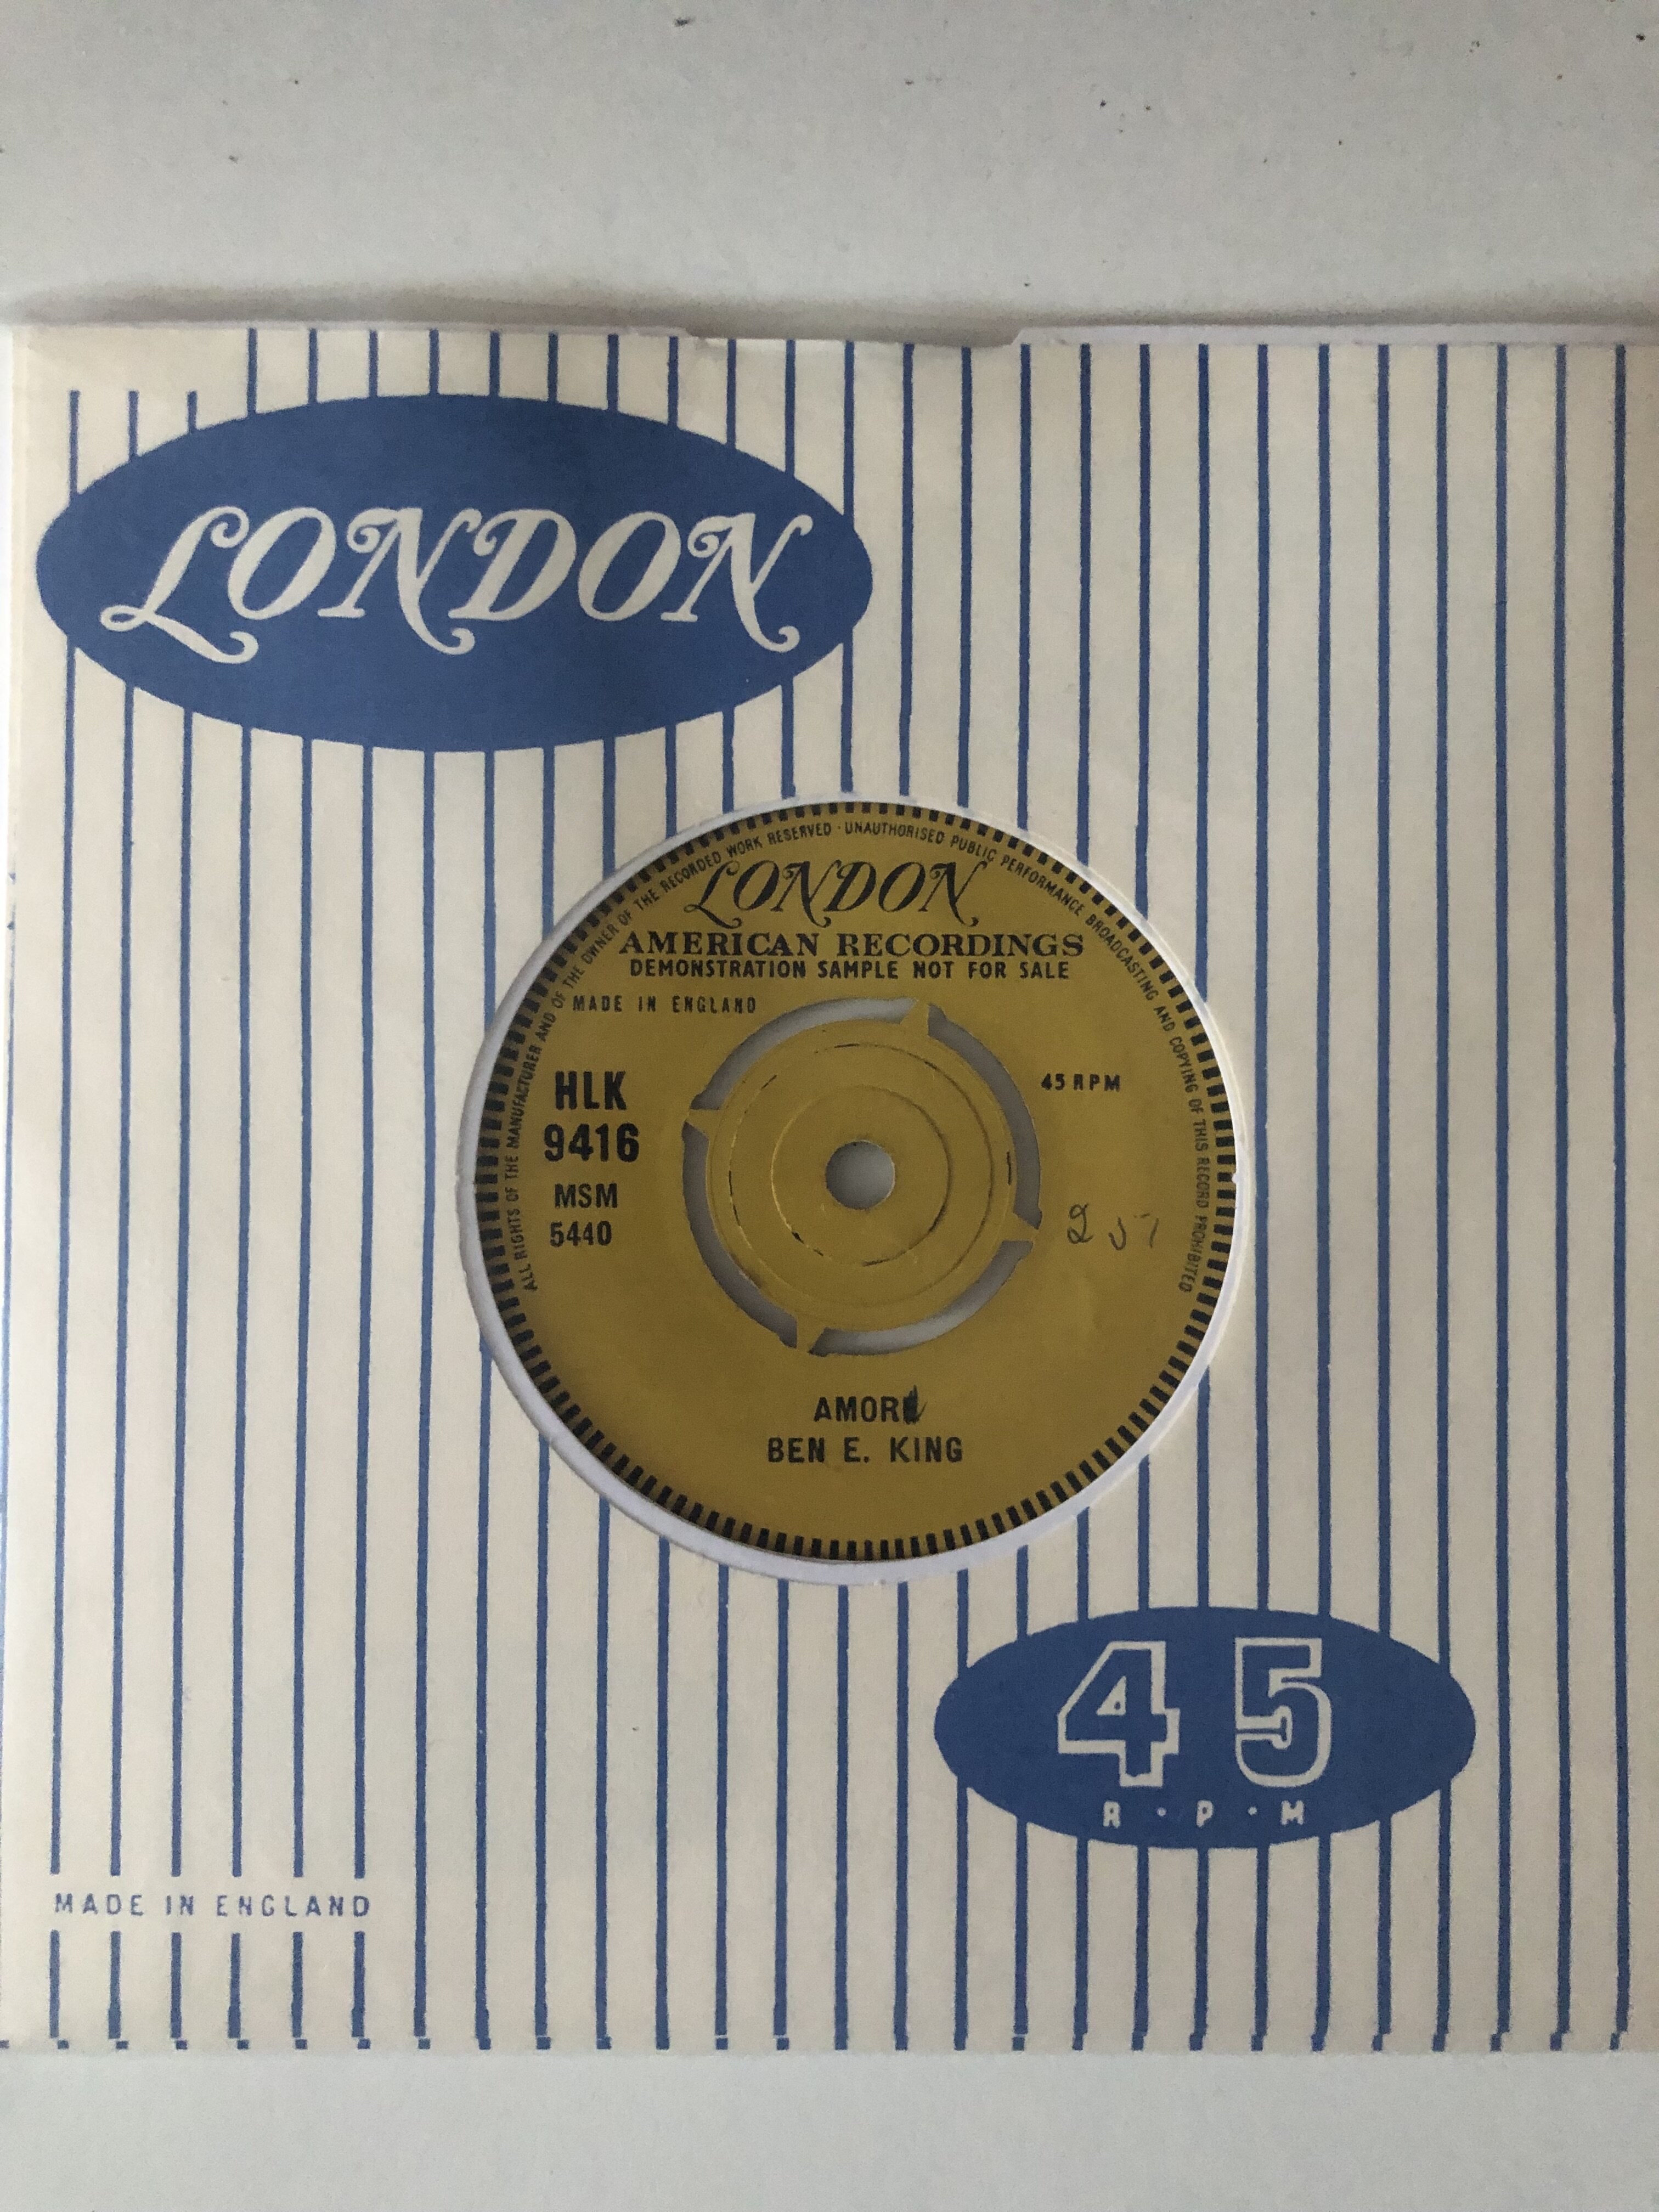 LONDON
ALL RIGHTS OF THE MANUFACTURER AND OF THE OWNER OF THE RECORDED WORK RESERVED · UNAUTHORISED PUBLIC PERFORMANCE BROADCASTING AND COPYING OF THIS RECORD PROHIBITED
LONDON
AMERICAN RECORDINGS
DEMONSTRATION SAMPLE NOT FOR SALE
MADE IN ENGLAND
HLK
9416
MSM
5440
45 RPM
AMOR
BEN E. KING
45
R·P·M
MADE IN ENGLAND